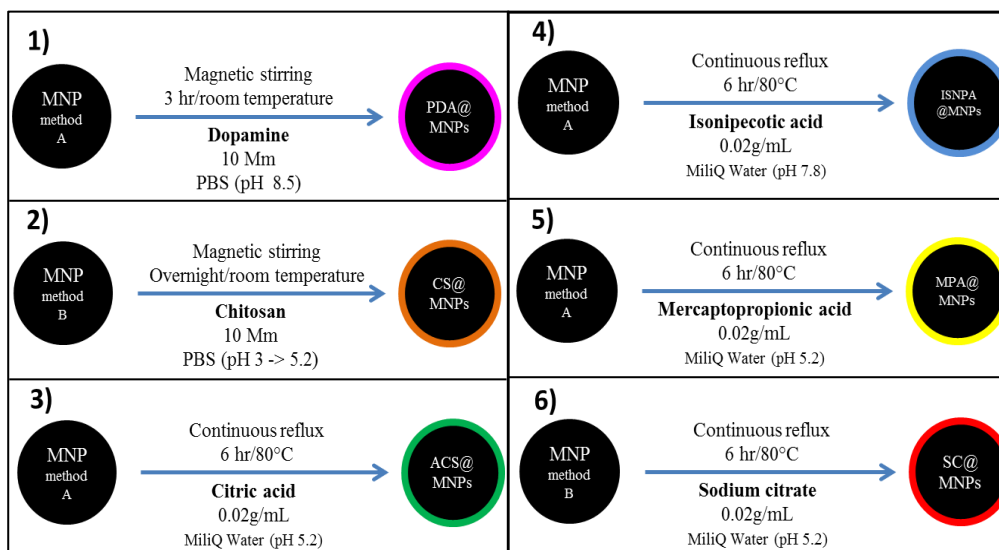 1)
MNP
method
A
Magnetic stirring
3 hr/room temperature
Dopamine
10 Mm
PBS (pH 8.5)
PDA@
MNPs
2)
MNP
method
B
Magnetic stirring
Overnight/room temperature
Chitosan
10 Mm
PBS (pH 3 -> 5.2)
CS@
MNPs
3)
MNP
method
A
Continuous reflux
6 hr/80°C
Citric acid
0.02g/mL
MiliQ Water (pH 5.2)
ACS@
MNPs
4)
MNP
method
A
Continuous reflux
6 hr/80°C
Isonipecotic acid
0.02g/mL
MiliQ Water (pH 7.8)
ISNPA
@MNPs
5)
MNP
method
A
Continuous reflux
6 hr/80°C
Mercaptopropionic acid
0.02g/mL
MiliQ Water (pH 5.2)
MPA@
MNPs
6)
MNP
method
B
Continuous reflux
6 hr/80°C
Sodium citrate
0.02g/mL
MiliQ Water (pH 5.2)
SC@
MNPs